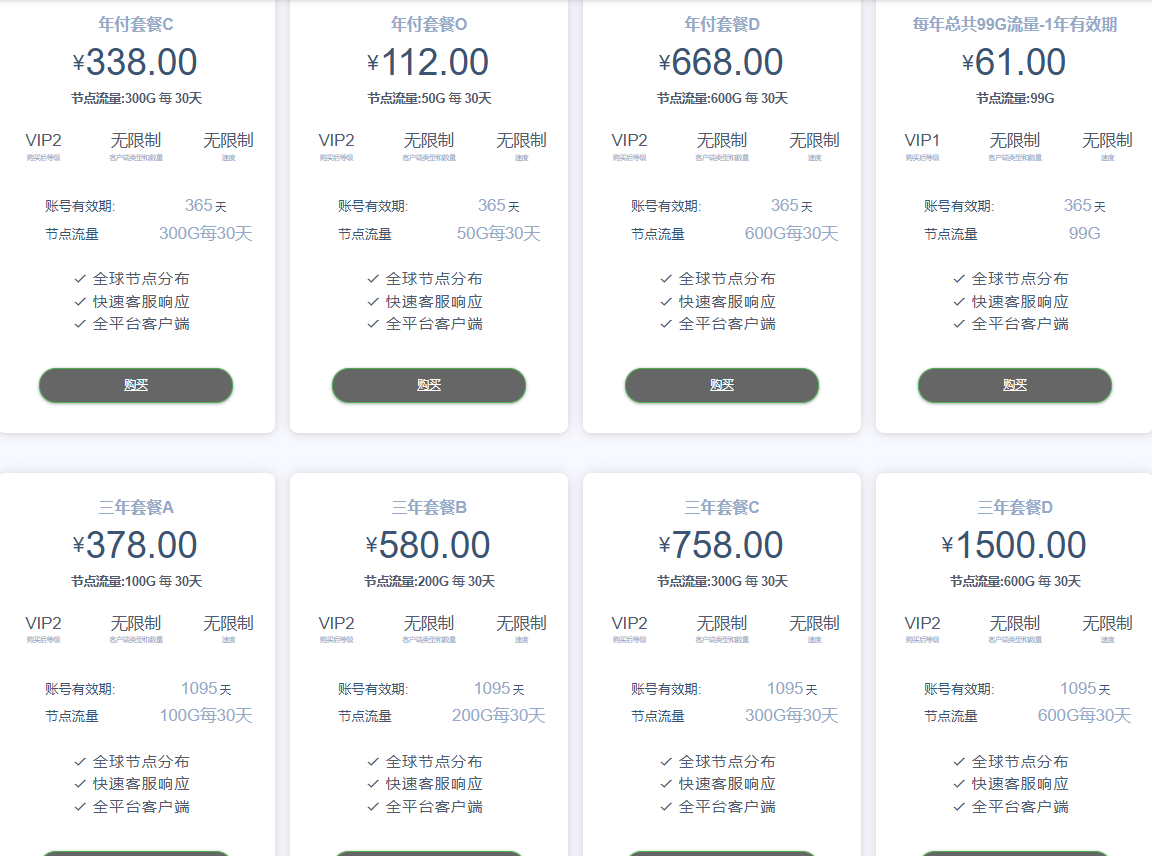 年付套餐C
¥338.00
节点流量:300G 每 30天
VIP2 无限制 无限制
购买后等级 客户端类型和数量 速度
账号有效期: 365 天
节点流量 300G每30天
全球节点分布
快速客服响应
全平台客户端
购买
年付套餐O
¥112.00
节点流量:50G 每 30天
VIP2 无限制 无限制
购买后等级 客户端类型和数量 速度
账号有效期: 365 天
节点流量 50G每30天
全球节点分布
快速客服响应
全平台客户端
购买
年付套餐D
¥668.00
节点流量:600G 每 30天
VIP2 无限制 无限制
购买后等级 客户端类型和数量 速度
账号有效期: 365 天
节点流量 600G每30天
全球节点分布
快速客服响应
全平台客户端
购买
每年总共99G流量-1年有效期
¥61.00
节点流量:99G
VIP1 无限制 无限制
购买后等级 客户端类型和数量 速度
账号有效期: 365 天
节点流量 99G
全球节点分布
快速客服响应
全平台客户端
购买
三年套餐A
¥378.00
节点流量:100G 每 30天
VIP2 无限制 无限制
购买后等级 客户端类型和数量 速度
账号有效期: 1095 天
节点流量 100G每30天
全球节点分布
快速客服响应
全平台客户端
三年套餐B
¥580.00
节点流量:200G 每 30天
VIP2 无限制 无限制
购买后等级 客户端类型和数量 速度
账号有效期: 1095 天
节点流量 200G每30天
全球节点分布
快速客服响应
全平台客户端
三年套餐C
¥758.00
节点流量:300G 每 30天
VIP2 无限制 无限制
购买后等级 客户端类型和数量 速度
账号有效期: 1095 天
节点流量 300G每30天
全球节点分布
快速客服响应
全平台客户端
三年套餐D
¥1500.00
节点流量:600G 每 30天
VIP2 无限制 无限制
购买后等级 客户端类型和数量 速度
账号有效期: 1095 天
节点流量 600G每30天
全球节点分布
快速客服响应
全平台客户端